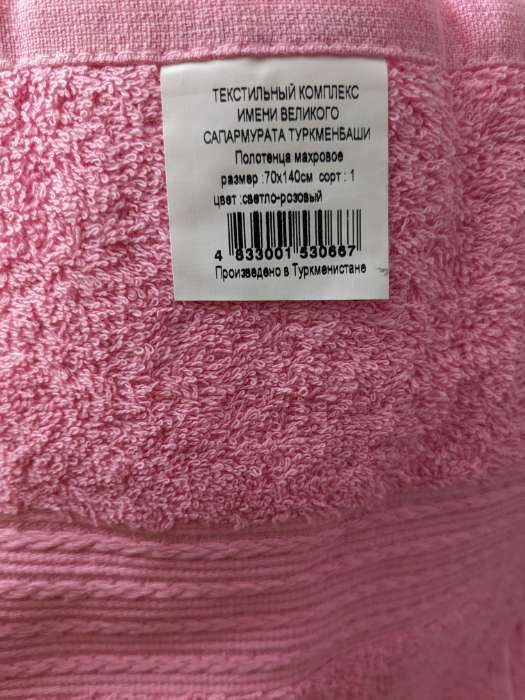 ТЕКСТИЛЬНЫЙ КОМПЛЕКС
ИМЕНИ ВЕЛИКОГО
САПАРМУРАТА ТУРКМЕНБАШИ
Полотенца махровое
размер :70х140см сорт : 1
цвет :светло-розовый
4 833001 530667
Произведено в Туркменистане